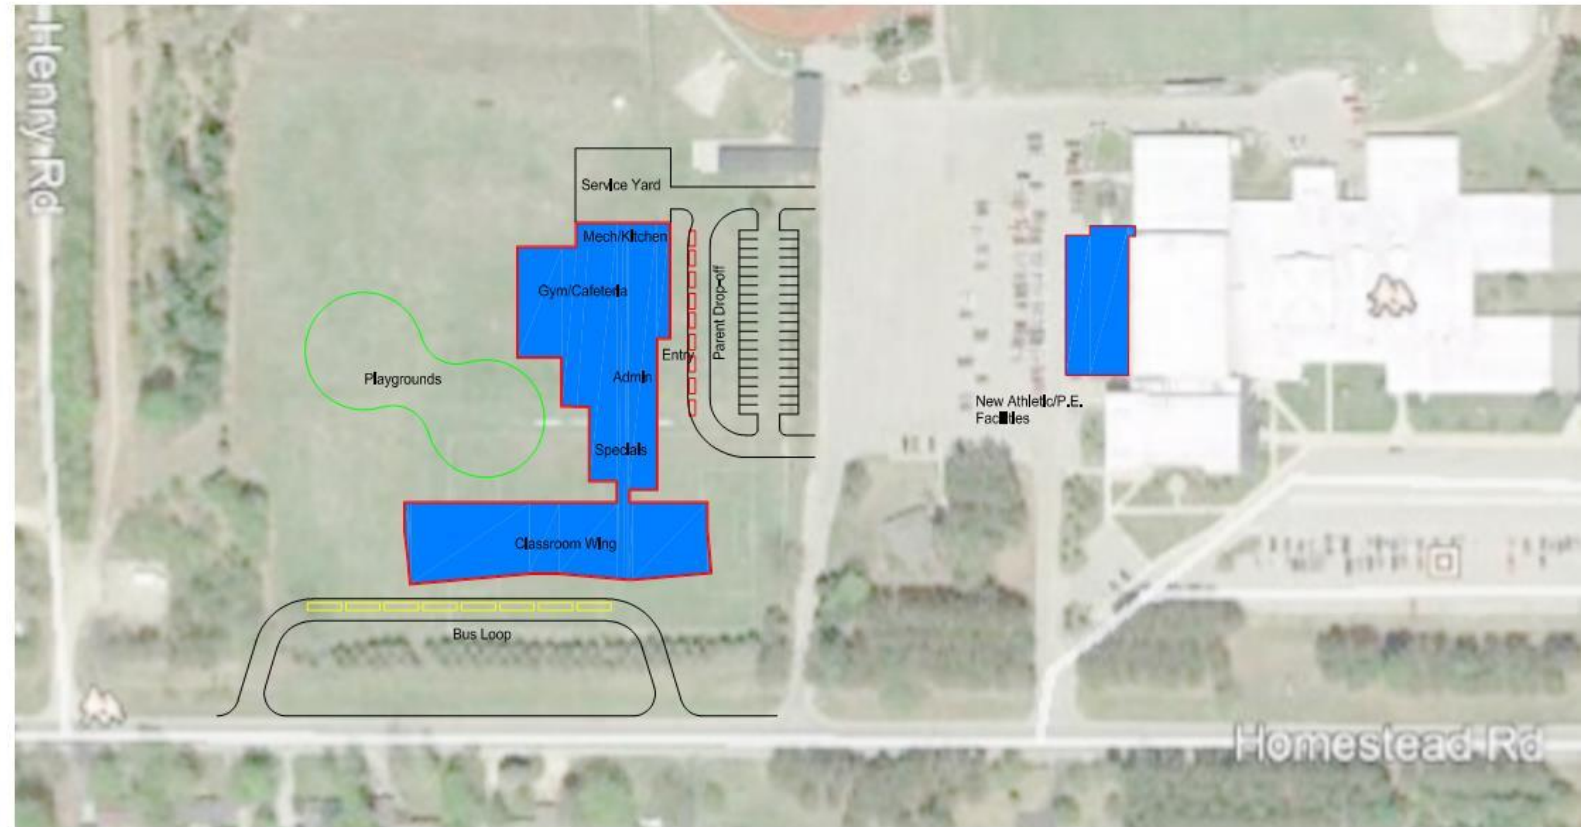 Henry Rd
Service Yard
Mech/Kitchen
Gym/Cafeteria
Parent Drop-off
Entry
Playgrounds
Admin
New Athletic/P.E.
Facilities
Specials
Classroom Wing
Bus Loop
Homestead Rd